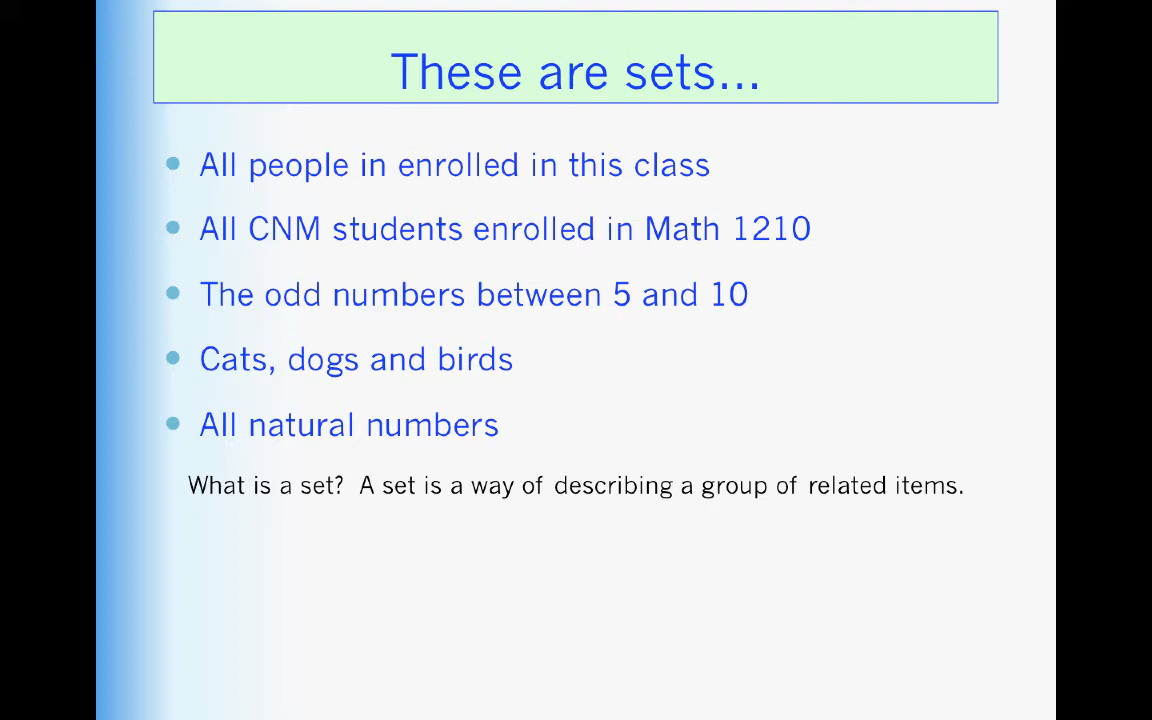 These are sets...
All people in enrolled in this class
All CNM students enrolled in Math 1210
The odd numbers between 5 and 10
Cats, dogs and birds
All natural numbers
What is a set? A set is a way of describing a group of related items.